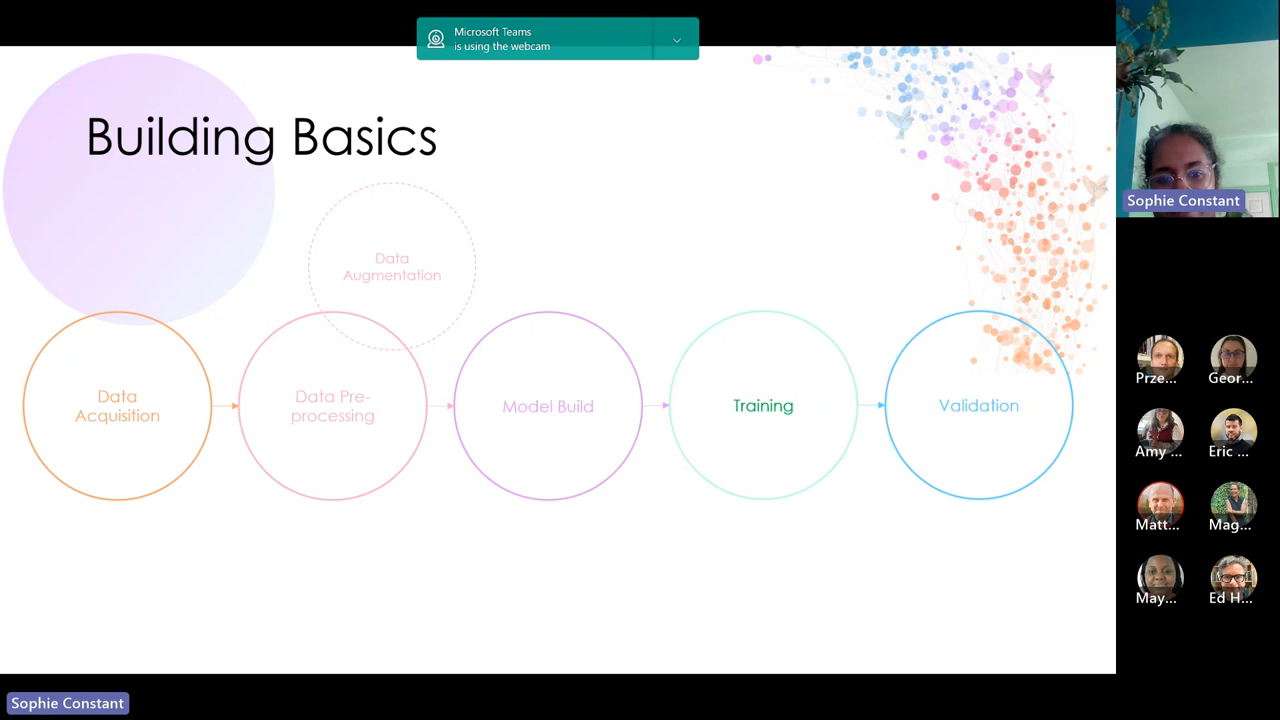 Microsoft Teams
is using the webcam
Building Basics
Data
Augmentation
Data
Acquisition
Data Pre-
processing
Model Build
Training
Validation
Sophie Constant
Prze...
Geor...
Amy ...
Eric ...
Matt...
Mag...
May...
Ed H...
Sophie Constant